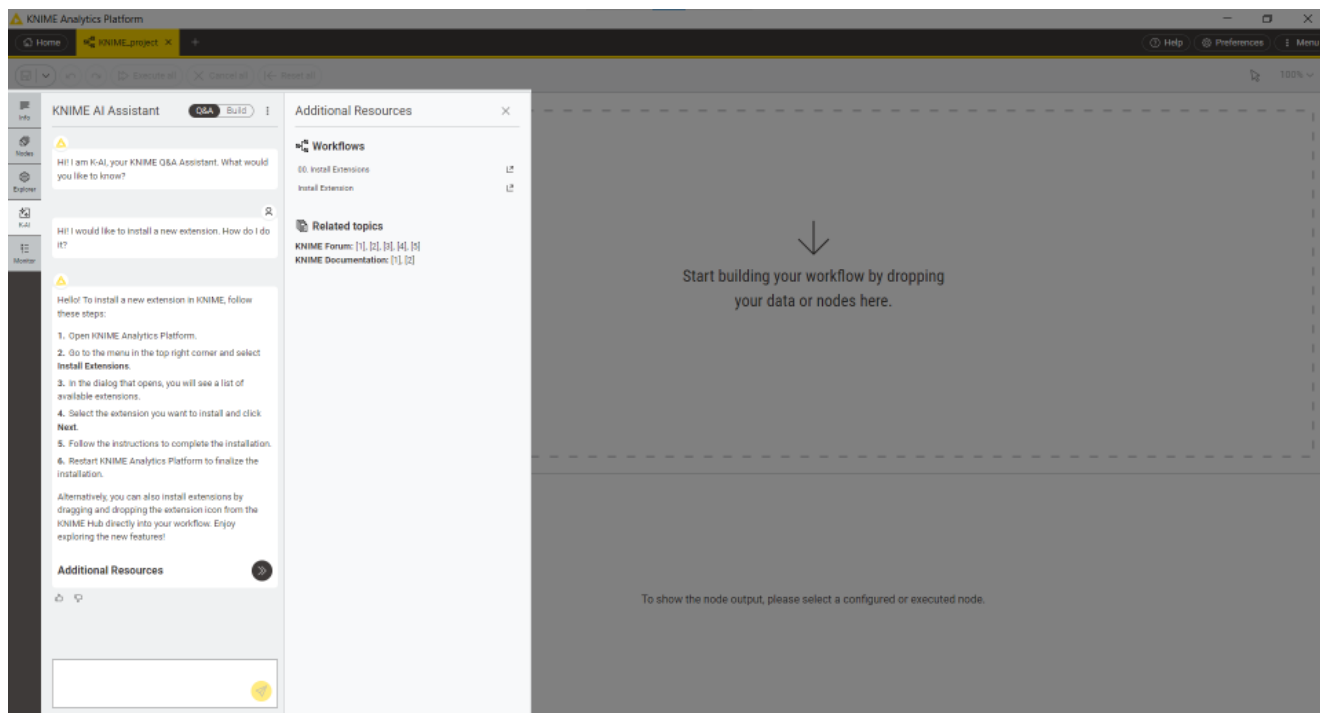 KNIME Analytics Platform
Home
KNIME_project
Help
Preferences
Menu
Execute all
Cancel all
Reset all
100%
Info
Nodes
Explorer
K-AI
Monitor
KNIME AI Assistant
Q&A
Build
Hi! I am K-AI, your KNIME Q&A Assistant. What would
you like to know?
Hi! I would like to install a new extension. How do I do
it?
Hello! To install a new extension in KNIME, follow
these steps:
1. Open KNIME Analytics Platform.
2. Go to the menu in the top right corner and select
Install Extensions.
3. In the dialog that opens, you will see a list of
available extensions.
4. Select the extension you want to install and click
Next.
5. Follow the instructions to complete the installation.
6. Restart KNIME Analytics Platform to finalize the
installation.
Alternatively, you can also install extensions by
dragging and dropping the extension icon from the
KNIME Hub directly into your workflow. Enjoy
exploring the new features!
Additional Resources
Additional Resources
Workflows
00. Install Extensions
Install Extension
Related topics
KNIME Forum: [1], [2], [3], [4], [5]
KNIME Documentation: [1], [2]
Start building your workflow by dropping
your data or nodes here.
To show the node output, please select a configured or executed node.